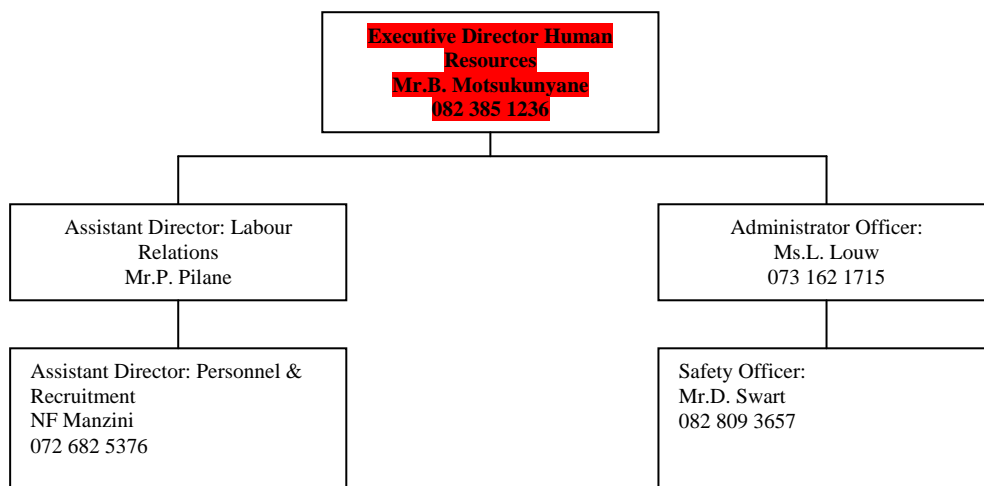 Executive Director Human
Resources
Mr.B. Motsukunyane
082 385 1236
Assistant Director: Labour
Relations
Mr.P. Pilane
Administrator Officer:
Ms.L. Louw
073 162 1715
Assistant Director: Personnel &
Recruitment
NF Manzini
072 682 5376
Safety Officer:
Mr.D. Swart
082 809 3657